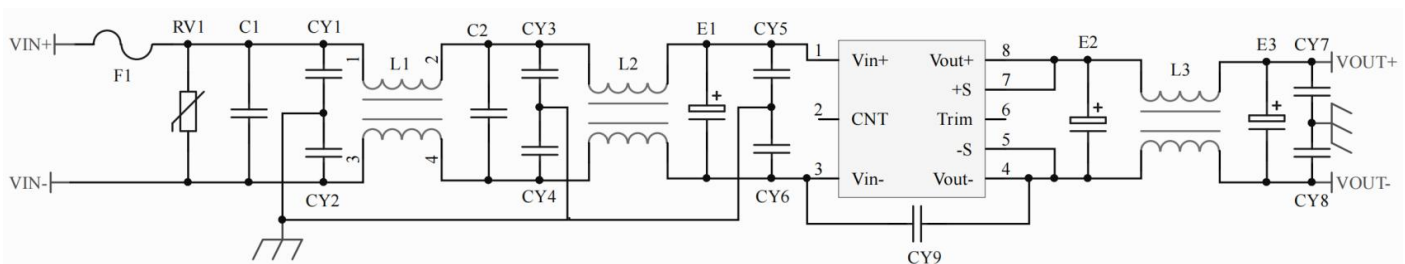 RV1 C1 CY1 C2 CY3 E1 CY5
VIN+ F1 1 L1 2 L2 1 Vin+ Vout+ 8 E2 L3 E3 CY7 VOUT+
+S 7
2 CNT Trim 6
3 4 -S 5
VIN- CY2 CY4 CY6 3 Vin- Vout- 4 CY8 VOUT-
CY9